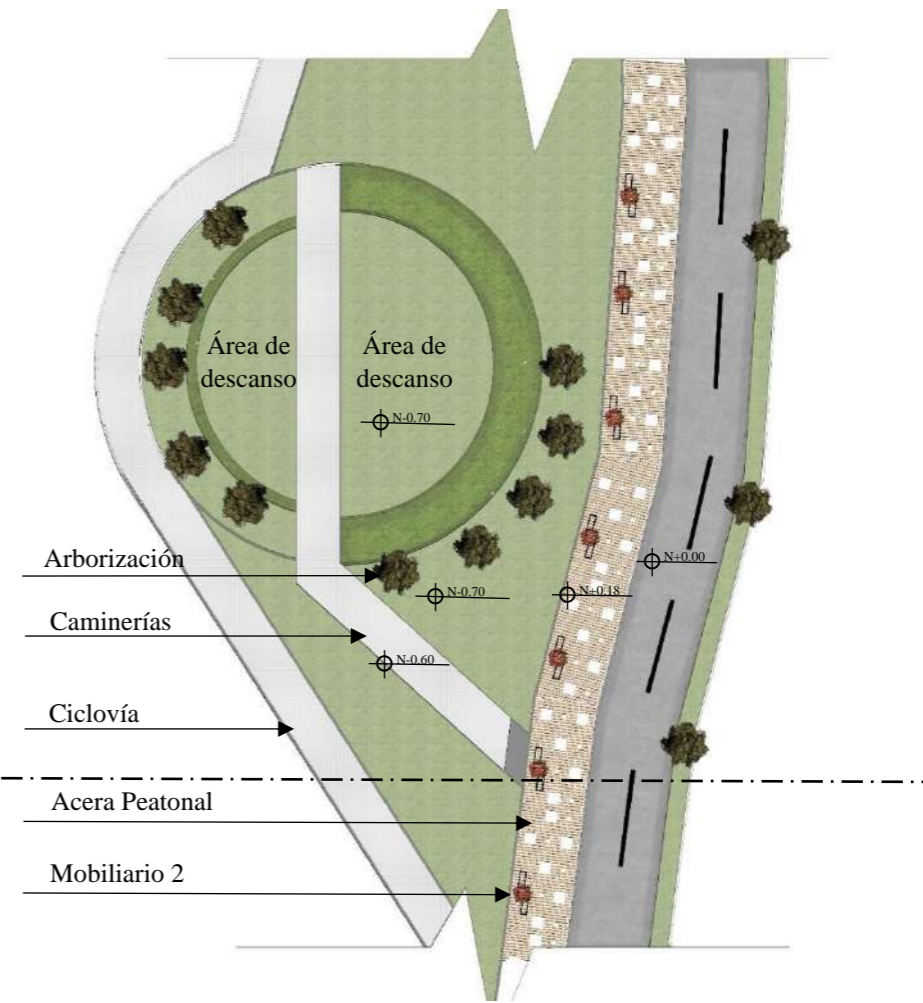 Área de
descanso
Área de
descanso
N-0.70
Arborización
N+0.00
N-0.70
N+0.18
Caminerías
N-0.60
Ciclovía
Acera Peatonal
Mobiliario 2